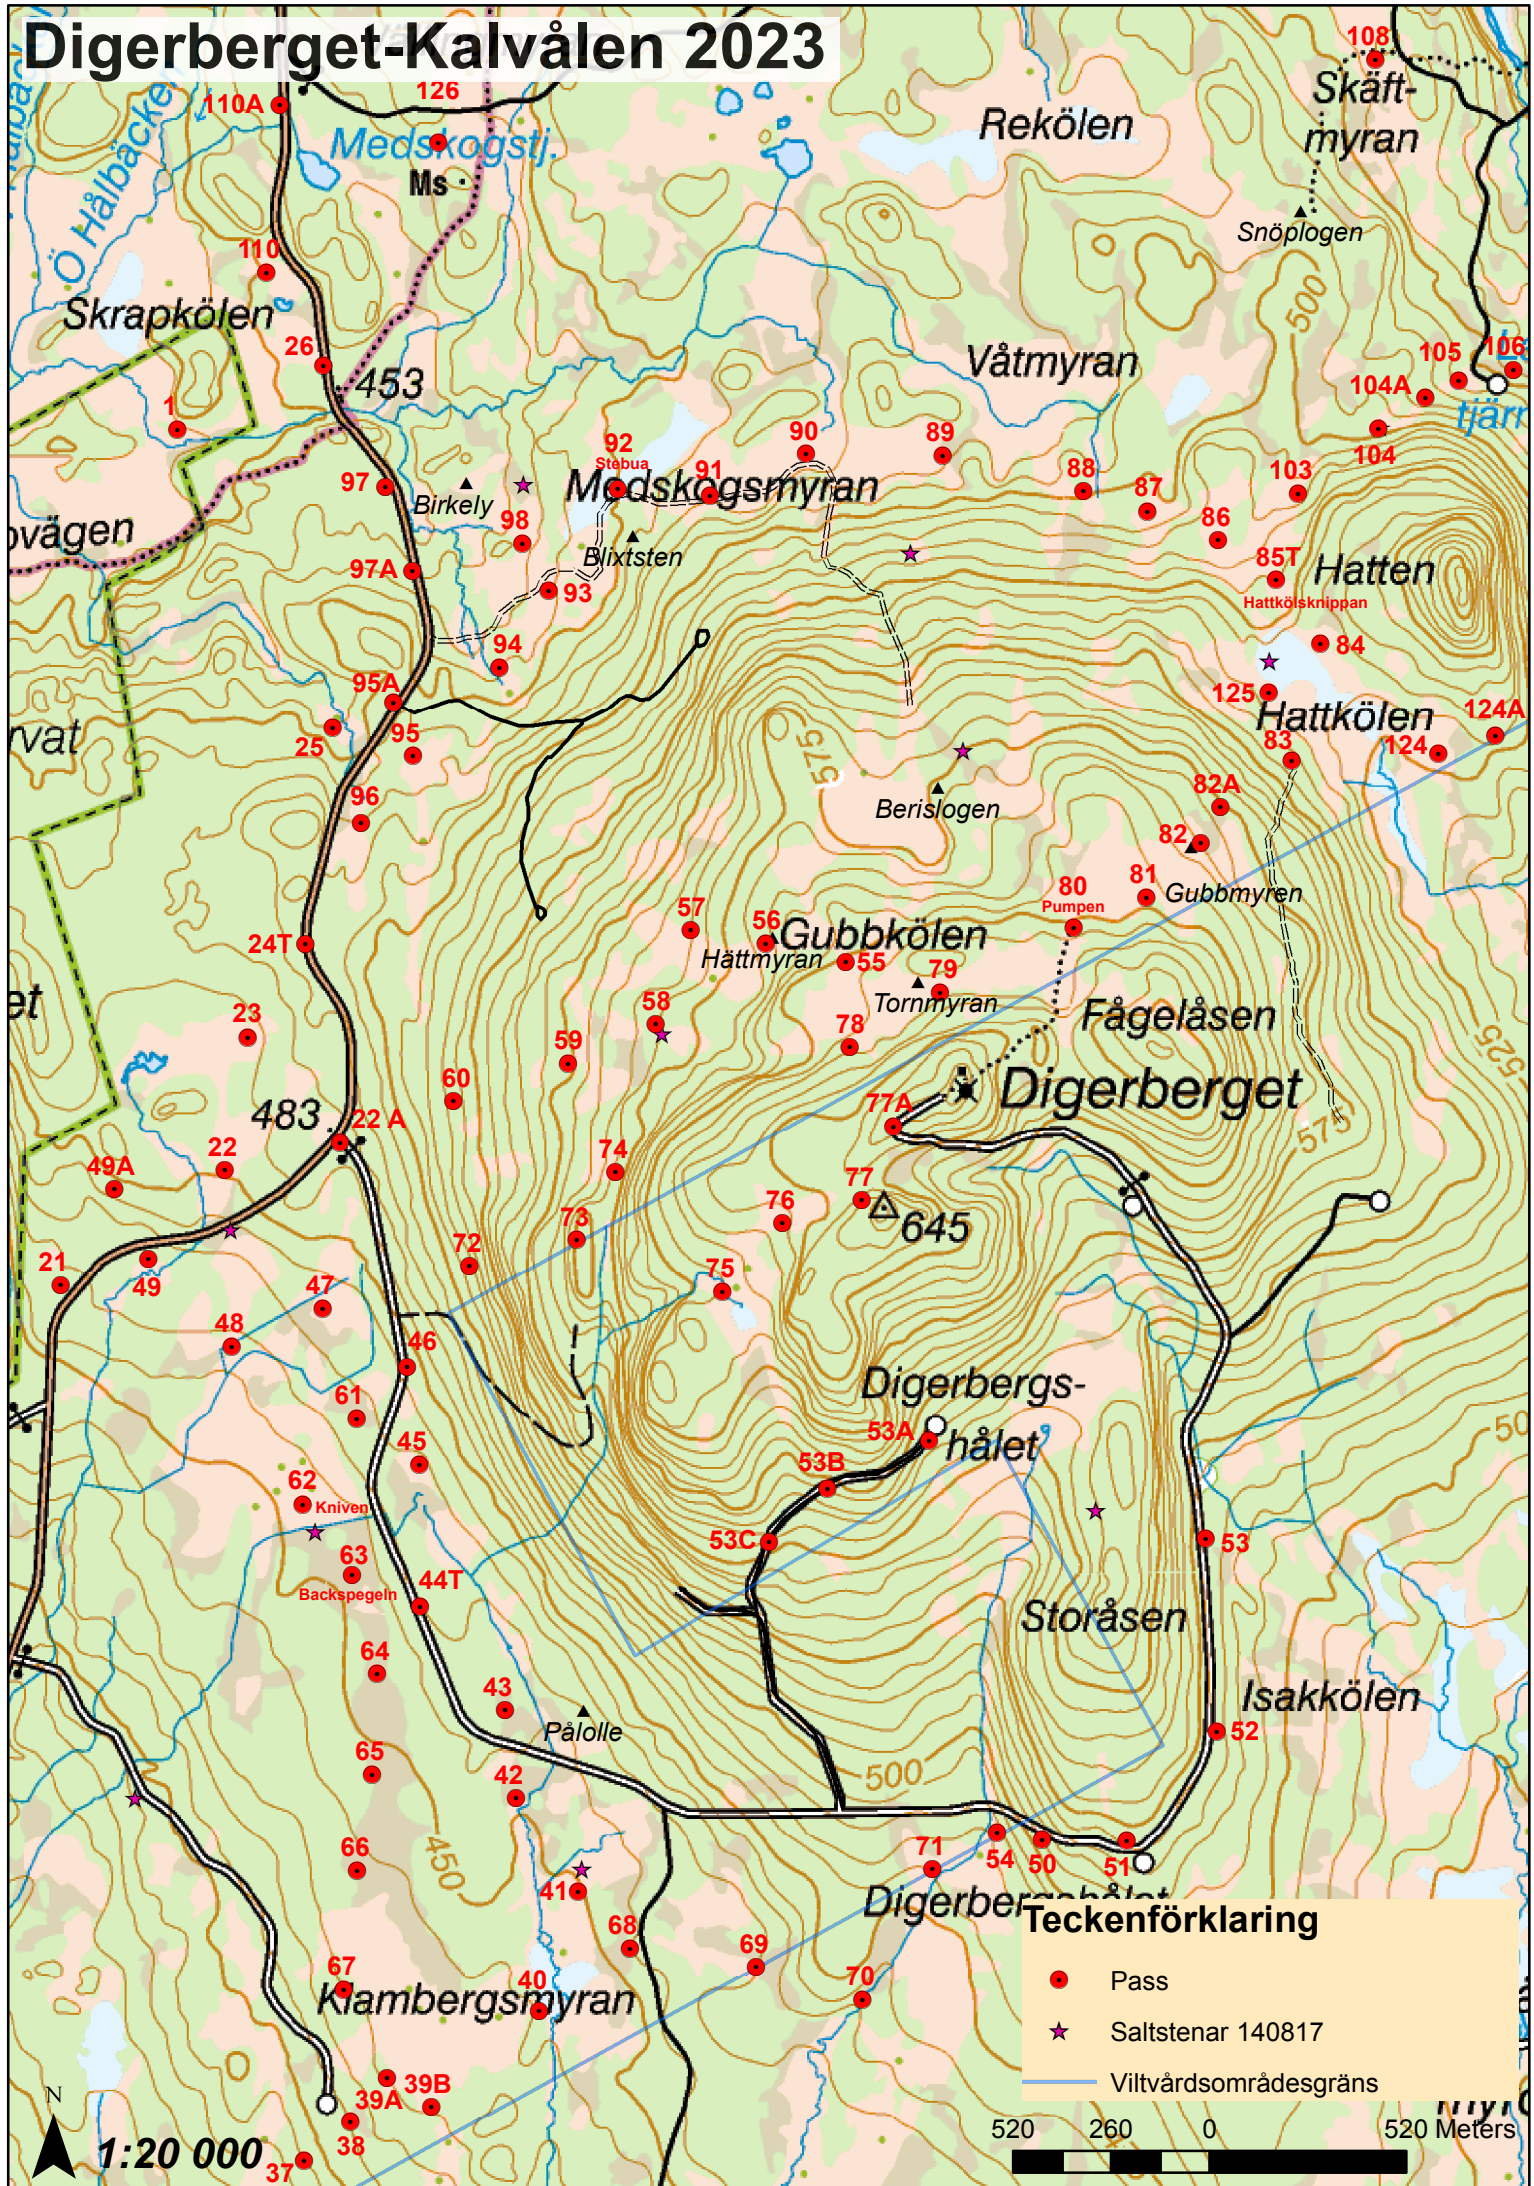 Digerberget-Kalvålen 2023
108
Skäft-
myran
110A
126
Medskogstj.
Ms
Rekölen
Ö Hålbäcken
Snöplogen
110
Skrapkölen
500
26
453
Våtmyran
105
106
104A
tjärn
1
104
92
Stebua
90
89
91
88
103
97
Birkely
Medskogsmyran
87
98
Blixtsten
86
ovägen
97A
93
85T
Hatten
Hattkölsknippan
94
84
95A
125
Hattkölen
124A
25
95
rvat
575
83
124
96
Berislogen
82A
82
81
Gubbmyren
80
Pumpen
57
56
Gubbkölen
24T
Hättmyran
55
79
Tornmyran
et
58
Fågelåsen
23
59
78
525
60
Digerberget
483
22 A
77A
575
49A
22
74
77
76
645
73
72
21
49
47
75
48
46
Digerbergs-
hålet
61
53A
50
45
53B
62
Kniven
53C
53
63
Backspegeln
44T
Storåsen
64
43
Pålolle
Isakkölen
52
65
42
500
450
66
54
50
51
71
41
Digerbergshålet
68
69
67
40
70
Klambergsmyran
39A
39B
38
37
Teckenförklaring
Pass
Saltstenar 140817
Viltvårdsområdesgräns
N
1:20 000
520 260 0 520 Meters